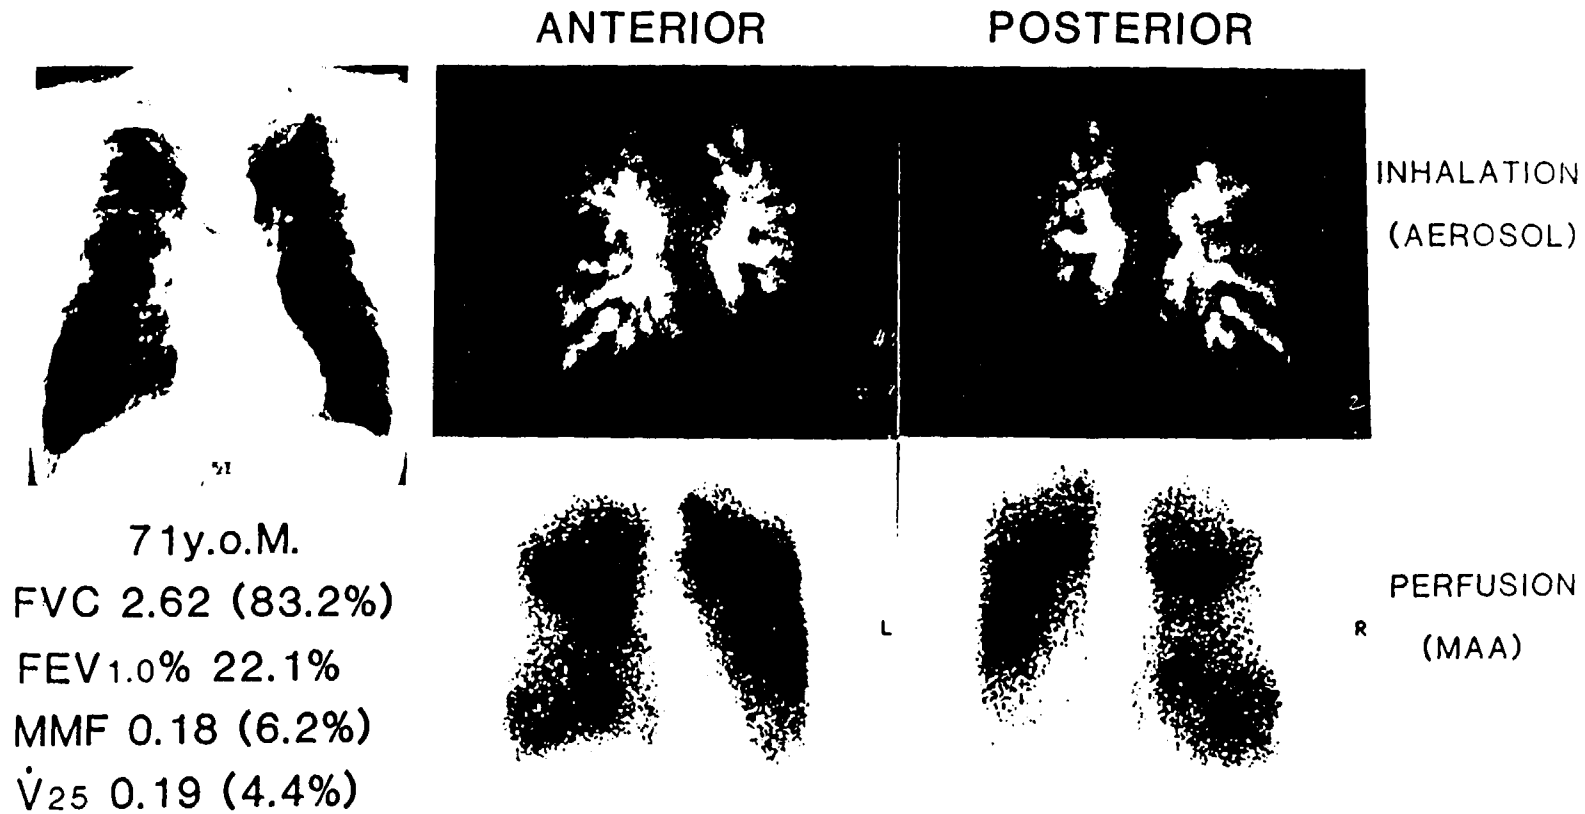 ANTERIOR POSTERIOR
INHALATION
(AEROSOL)
2
71y.o.M.
FVC 2.62 (83.2%)
FEV1.0% 22.1%
MMF 0.18 (6.2%)
V̇25 0.19 (4.4%)
L R
PERFUSION
(MAA)